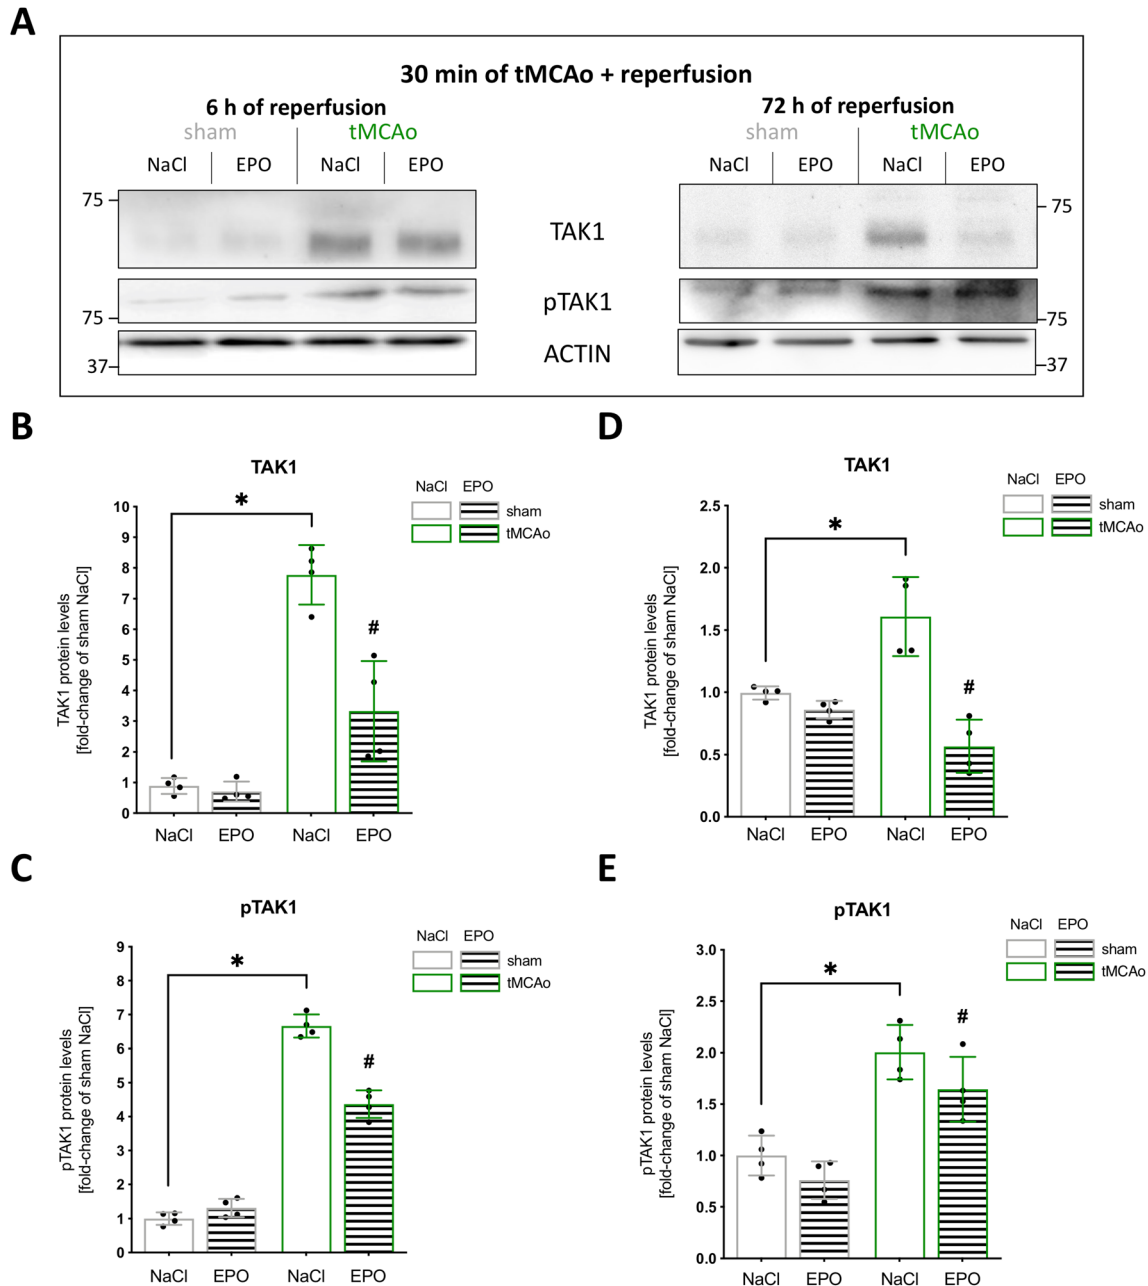 A
30 min of tMCAo + reperfusion
6 h of reperfusion
72 h of reperfusion
sham
tMCAo
sham
tMCAo
NaCl
EPO
NaCl
EPO
NaCl
EPO
NaCl
EPO
75
TAK1
75
pTAK1
75
75
ACTIN
37
37
B
TAK1
NaCl EPO
sham
tMCAo
TAK1 protein levels
[fold-change of sham NaCl]
10
9
8
7
6
5
4
3
2
1
0
*
#
NaCl
EPO
NaCl
EPO
D
TAK1
NaCl EPO
sham
tMCAo
TAK1 protein levels
[fold-change of sham NaCl]
2.5
2.0
1.5
1.0
0.5
0.0
*
#
NaCl
EPO
NaCl
EPO
C
pTAK1
NaCl EPO
sham
tMCAo
pTAK1 protein levels
[fold-change of sham NaCl]
9
8
7
6
5
4
3
2
1
0
*
#
NaCl
EPO
NaCl
EPO
E
pTAK1
NaCl EPO
sham
tMCAo
pTAK1 protein levels
[fold-change of sham NaCl]
3.0
2.5
2.0
1.5
1.0
0.5
0.0
*
#
NaCl
EPO
NaCl
EPO